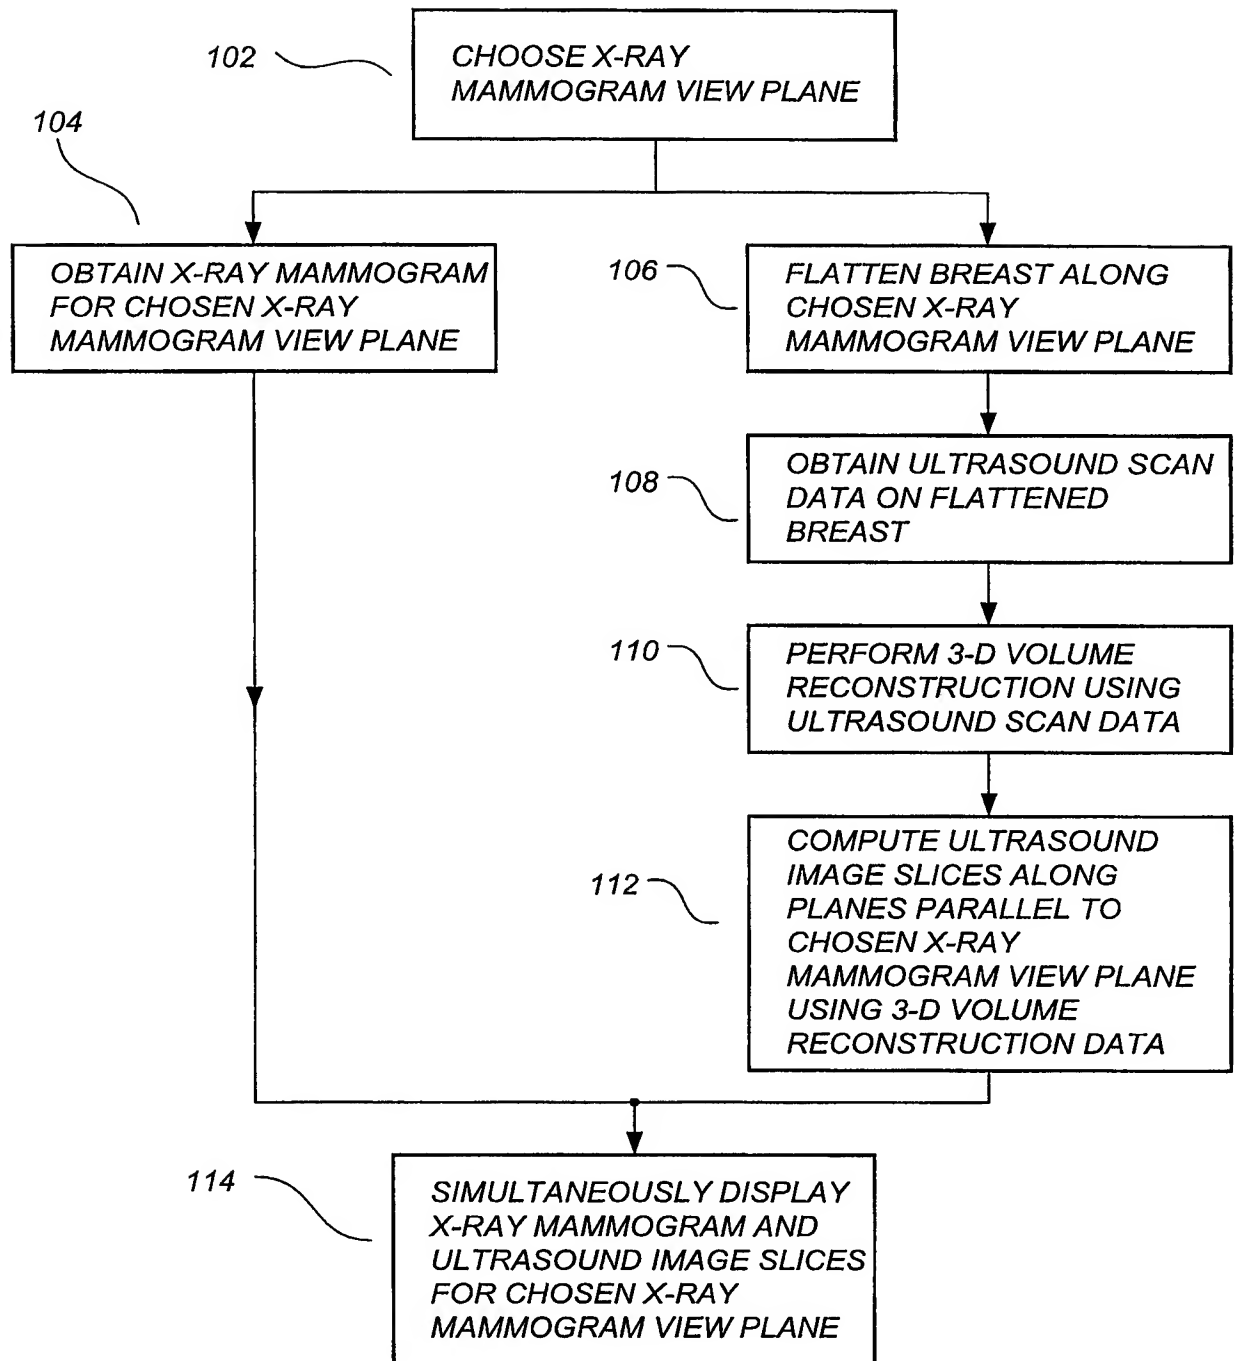 102
CHOOSE X-RAY
MAMMOGRAM VIEW PLANE
104
OBTAIN X-RAY MAMMOGRAM
FOR CHOSEN X-RAY
MAMMOGRAM VIEW PLANE
106
FLATTEN BREAST ALONG
CHOSEN X-RAY
MAMMOGRAM VIEW PLANE
108
OBTAIN ULTRASOUND SCAN
DATA ON FLATTENED
BREAST
110
PERFORM 3-D VOLUME
RECONSTRUCTION USING
ULTRASOUND SCAN DATA
112
COMPUTE ULTRASOUND
IMAGE SLICES ALONG
PLANES PARALLEL TO
CHOSEN X-RAY
MAMMOGRAM VIEW PLANE
USING 3-D VOLUME
RECONSTRUCTION DATA
114
SIMULTANEOUSLY DISPLAY
X-RAY MAMMOGRAM AND
ULTRASOUND IMAGE SLICES
FOR CHOSEN X-RAY
MAMMOGRAM VIEW PLANE